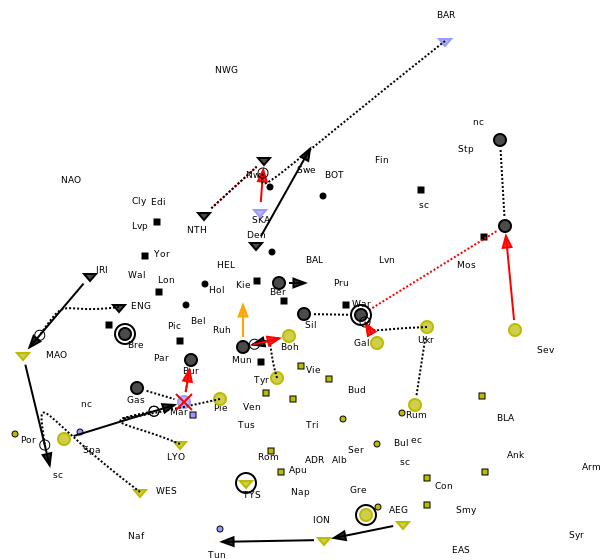 BAR
NWG
nc
Stp
Fin
Nwy
Swe
BOT
NAO
sc
Cly Edi
SKA
Lvp
NTH
Den
Yor
BAL
Lvn
Mos
HEL
IRI
Wal
Lon
Kie
Pru
Hol
Ber
War
ENG
Bel
Sil
Pic
Ruh
Bre
Gal
Ukr
Sev
Boh
MAO
Par
Mun
Bur
Vie
Tyr
Bud
Gas
nc
Mar
Pie
Ven
Rum
BLA
Por
Tus
Tri
Spa
Ser
Bul ec
LYO
Rom
ADR Alb
Ank
sc
Apu
sc
Arm
WES
TYS
Nap
Gre
Con
ION
AEG
Smy
Naf
Syr
Tun
EAS